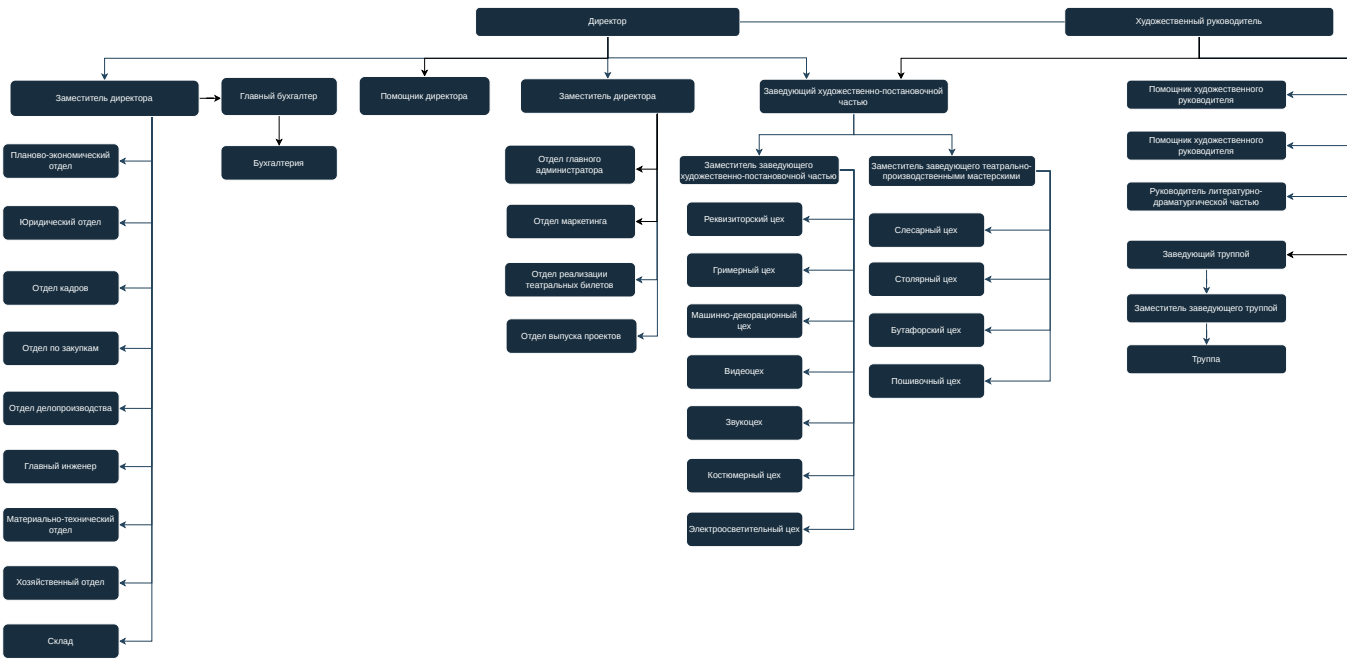 Директор
Художественный руководитель
Заместитель директора
Главный бухгалтер
Помощник директора
Заместитель директора
Заведующий художественно-постановочной
частью
Помощник художественного
руководителя
Планово-экономический
отдел
Бухгалтерия
Отдел главного
администратора
Заместитель заведующего
художественно-постановочной частью
Заместитель заведующего театрально-
производственными мастерскими
Помощник художественного
руководителя
Юридический отдел
Отдел маркетинга
Реквизиторский цех
Слесарный цех
Руководитель литературно-
драматургической частью
Отдел кадров
Отдел реализации
театральных билетов
Гримерный цех
Столярный цех
Заведующий труппой
Отдел по закупкам
Отдел выпуска проектов
Машинно-декорационный
цех
Бутафорский цех
Заместитель заведующего труппой
Отдел делопроизводства
Видеоцех
Пошивочный цех
Труппа
Главный инженер
Звукоцех
Материально-технический
отдел
Костюмерный цех
Хозяйственный отдел
Электроосветительный цех
Склад